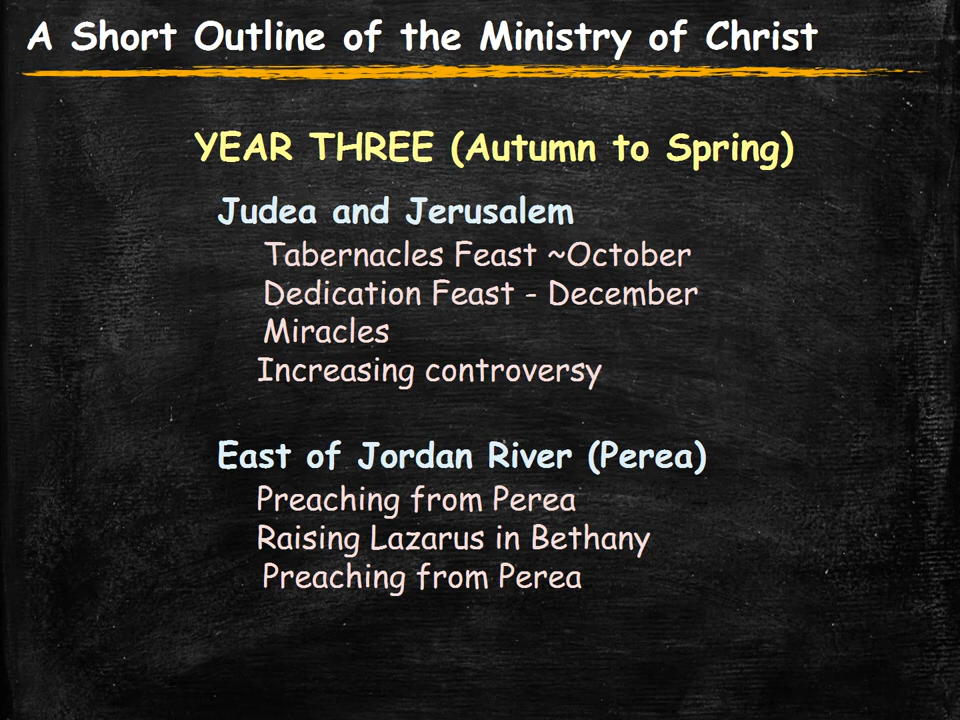 A Short Outline of the Ministry of Christ
YEAR THREE (Autumn to Spring)
Judea and Jerusalem
Tabernacles Feast ~October
Dedication Feast - December
Miracles
Increasing controversy
East of Jordan River (Perea)
Preaching from Perea
Raising Lazarus in Bethany
Preaching from Perea